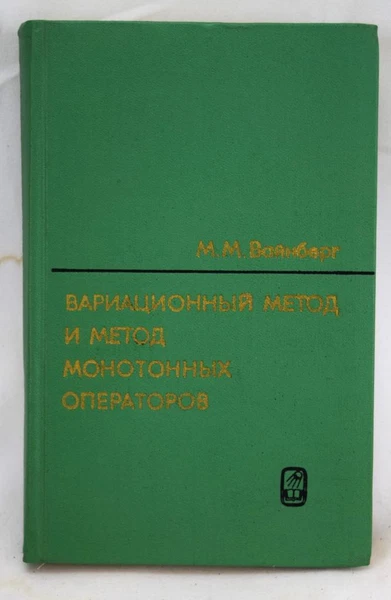 М. М. Вайнберг
ВАРИАЦИОННЫЙ МЕТОД
И МЕТОД
МОНОТОННЫХ
ОПЕРАТОРОВ